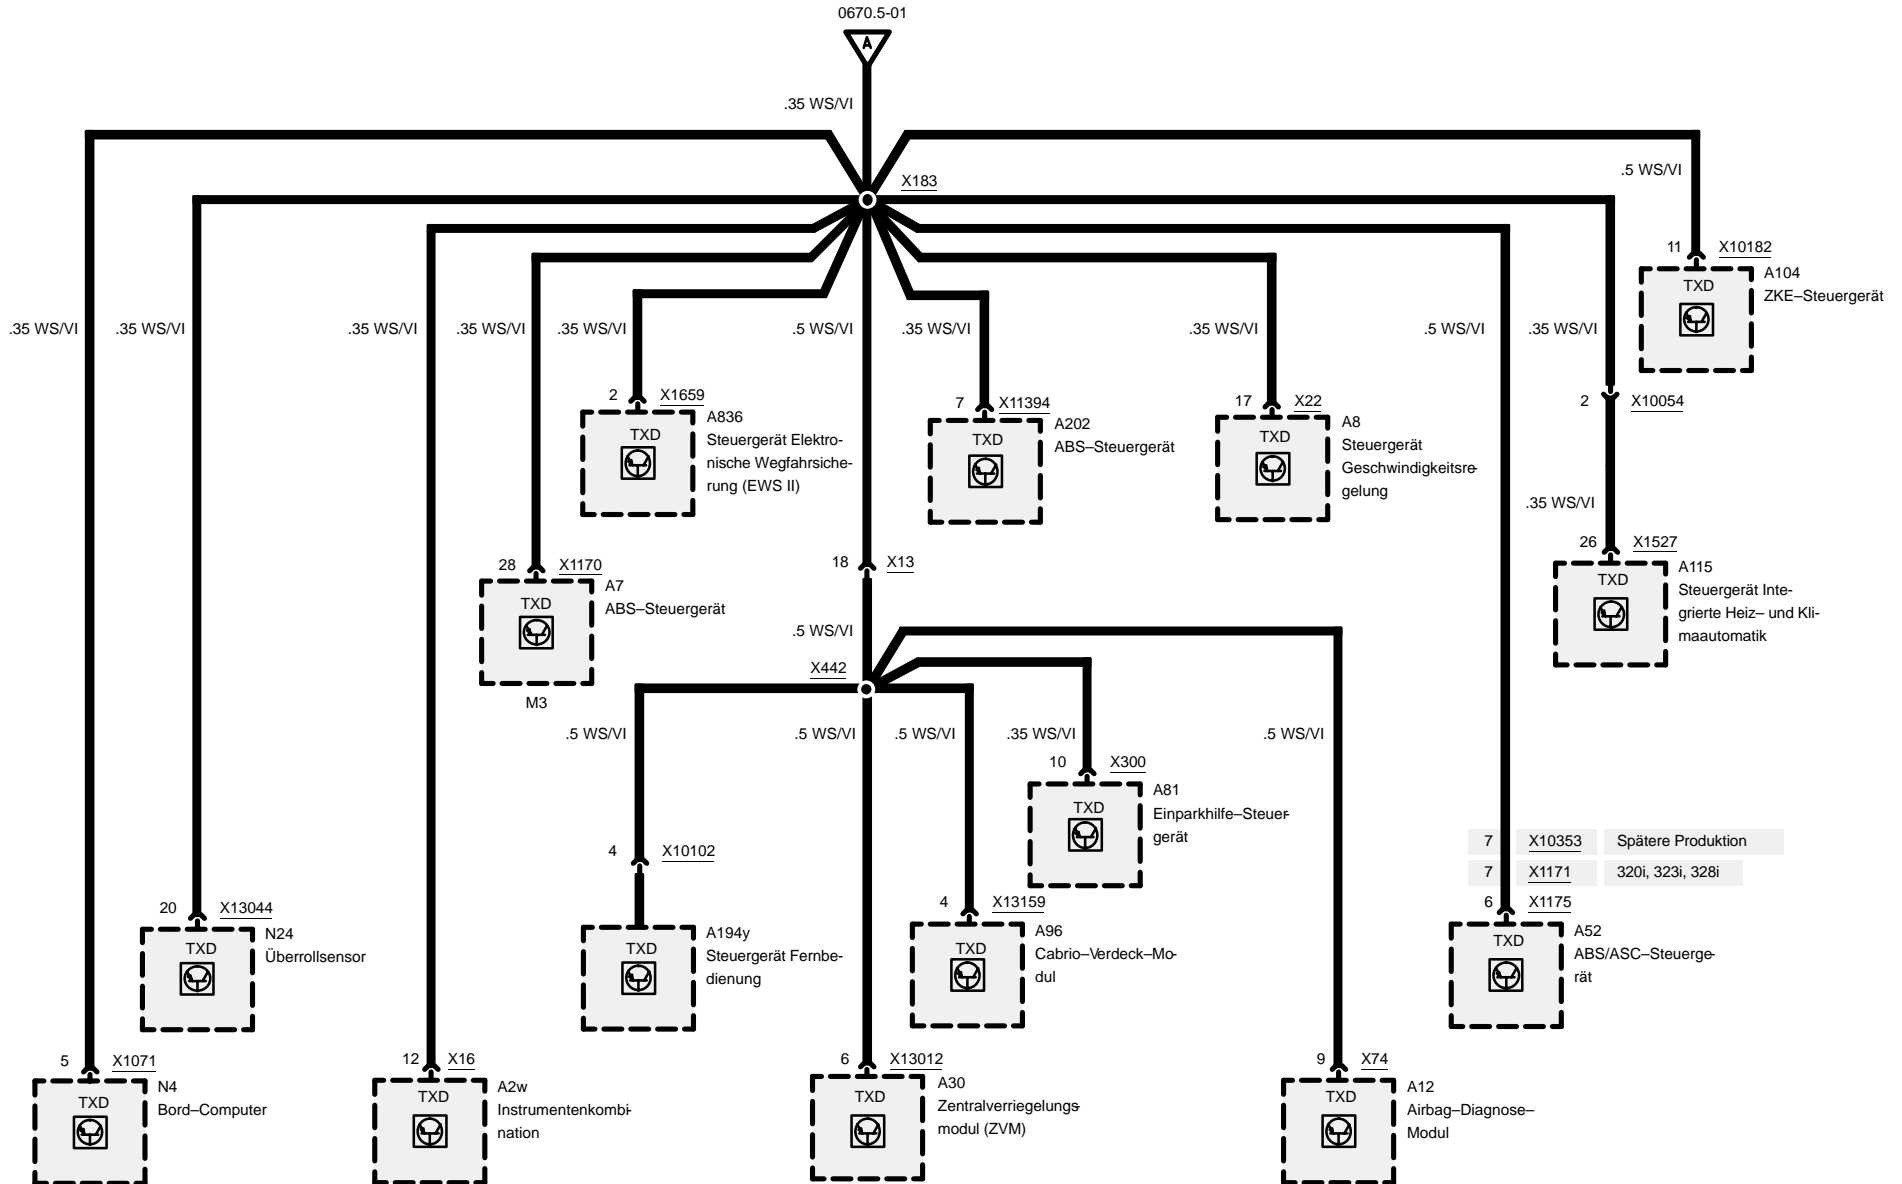 0670.5-01
A
.35 WS/VI
X183
.5 WS/VI
11 X10182
A104
TXD
ZKE–Steuergerät
.35 WS/VI
.35 WS/VI
.35 WS/VI
.35 WS/VI
.35 WS/VI
.5 WS/VI
.35 WS/VI
.35 WS/VI
.5 WS/VI
.35 WS/VI
2 X1659
A836
TXD
Steuergerät Elektro-
nische Wegfahrsiche-
rung (EWS II)
7 X11394
A202
TXD
ABS–Steuergerät
17 X22
A8
TXD
Steuergerät
Geschwindigkeitsre-
gelung
2 X10054
.35 WS/VI
26 X1527
A115
TXD
Steuergerät Inte-
grierte Heiz– und Kli-
maautomatik
28 X1170
A7
TXD
ABS–Steuergerät
M3
18 X13
.5 WS/VI
X442
.5 WS/VI
.5 WS/VI
.5 WS/VI
.35 WS/VI
.5 WS/VI
10 X300
A81
TXD
Einparkhilfe–Steuer-
gerät
4 X10102
A194y
TXD
Steuergerät Fernbe-
dienung
4 X13159
A96
TXD
Cabrio–Verdeck–Mo-
dul
7 X10353 Spätere Produktion
7 X1171 320i, 323i, 328i
6 X1175
A52
TXD
ABS/ASC–Steuerge-
rät
20 X13044
N24
TXD
Überrollsensor
5 X1071
N4
TXD
Bord–Computer
12 X16
A2w
TXD
Instrumentenkombi-
nation
6 X13012
A30
TXD
Zentralverriegelungs-
modul (ZVM)
9 X74
A12
TXD
Airbag–Diagnose–
Modul